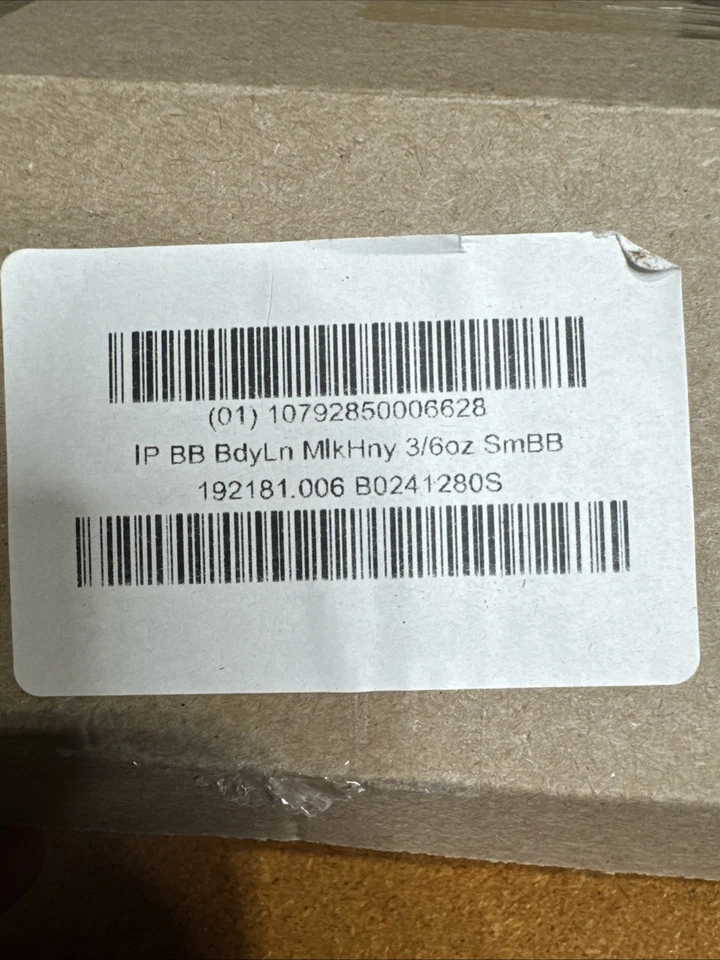 (01) 10792850006628
IP BB BdyLn MlkHny 3/6oz SmBB
192181.006 B0241280S